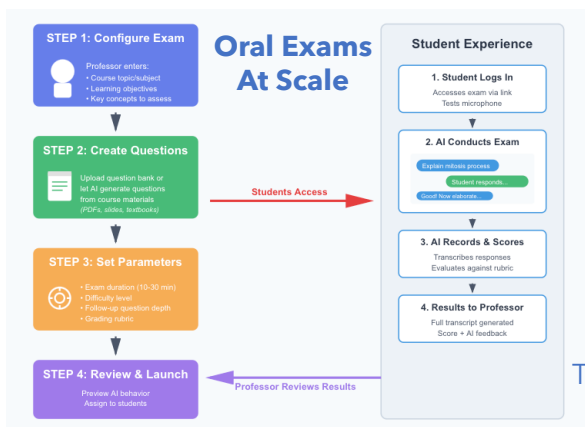 STEP 1: Configure Exam
Professor enters:
• Course topic/subject
• Learning objectives
• Key concepts to assess
STEP 2: Create Questions
Upload question bank or
let AI generate questions
from course materials
(PDFs, slides, textbooks)
STEP 3: Set Parameters
• Exam duration (10-30 min)
• Difficulty level
• Follow-up question depth
• Grading rubric
STEP 4: Review & Launch
Preview AI behavior
Assign to students
Oral Exams
At Scale
Students Access
Professor Reviews Results
Student Experience
1. Student Logs In
Accesses exam via link
Tests microphone
2. AI Conducts Exam
Explain mitosis process
Student responds...
Good! Now elaborate...
3. AI Records & Scores
Transcribes responses
Evaluates against rubric
4. Results to Professor
Full transcript generated
Score + AI feedback
T